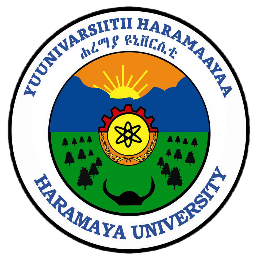 YUUNIVARSIITII HARAMAAYAA
ሐረማያ ዩኒቨርሲቲ
HARAMAYA UNIVERSITY